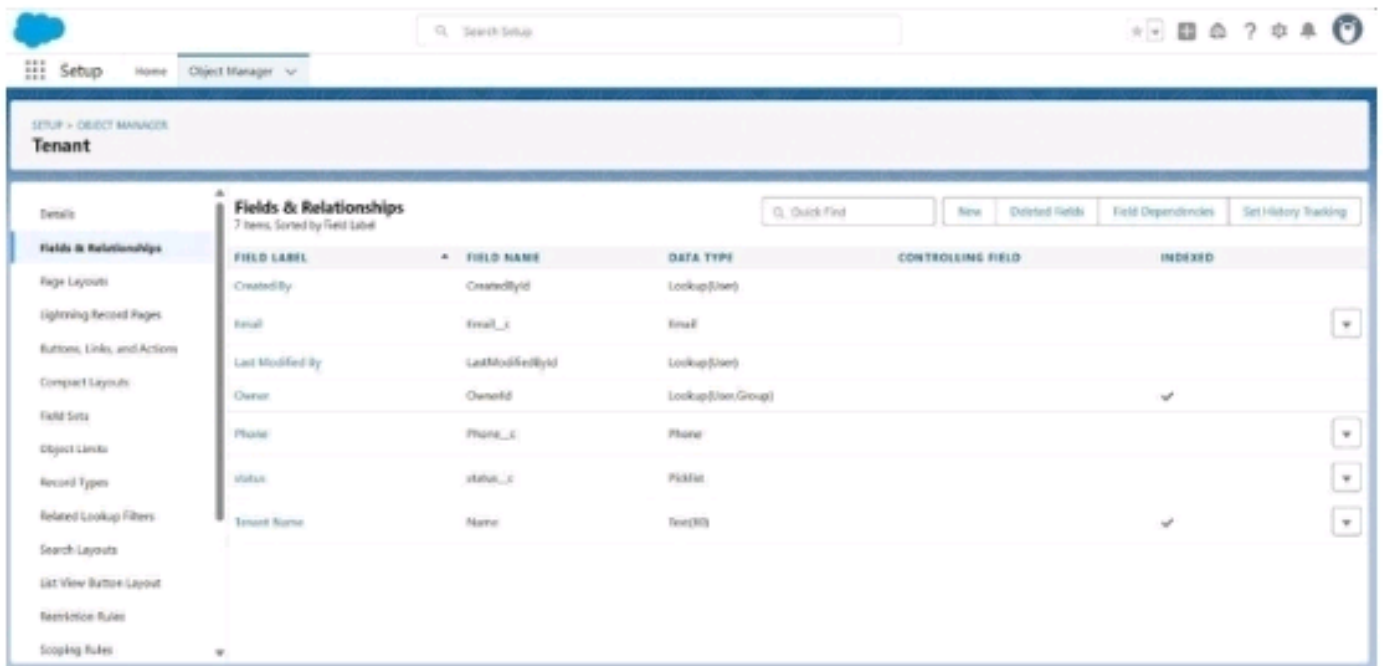 Search Setup
Setup Home Object Manager
SETUP > OBJECT MANAGER
Tenant
Details
Fields & Relationships
Page Layouts
Lightning Record Pages
Buttons, Links, and Actions
Compact Layouts
Field Sets
Object Limits
Record Types
Related Lookup Filters
Search Layouts
List View Button Layout
Restriction Rules
Scoping Rules
Fields & Relationships
7 Items, Sorted by Field Label
Quick Find New Deleted Fields Field Dependencies Set History Tracking
FIELD LABEL FIELD NAME DATA TYPE CONTROLLING FIELD INDEXED
Created By CreatedById Lookup(User)
Email Email__c Email
Last Modified By LastModifiedById Lookup(User)
Owner OwnerId Lookup(User,Group)
Phone Phone__c Phone
status status__c Picklist
Tenant Name Name Text(80)